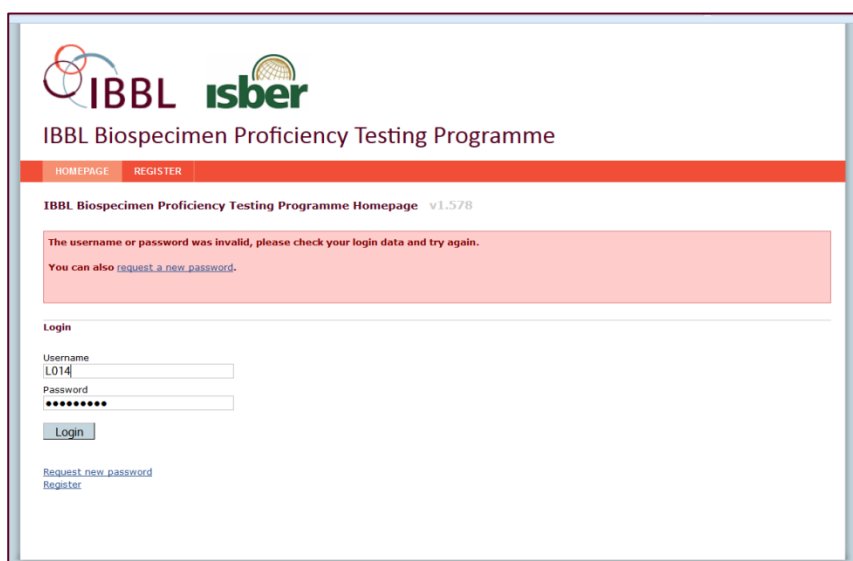 IBBL isber
IBBL Biospecimen Proficiency Testing Programme
HOMEPAGE REGISTER
IBBL Biospecimen Proficiency Testing Programme Homepage v1.578
The username or password was invalid, please check your login data and try again.
You can also request a new password.
Login
Username
L014
Password
•••••••••
Login
Request new password
Register